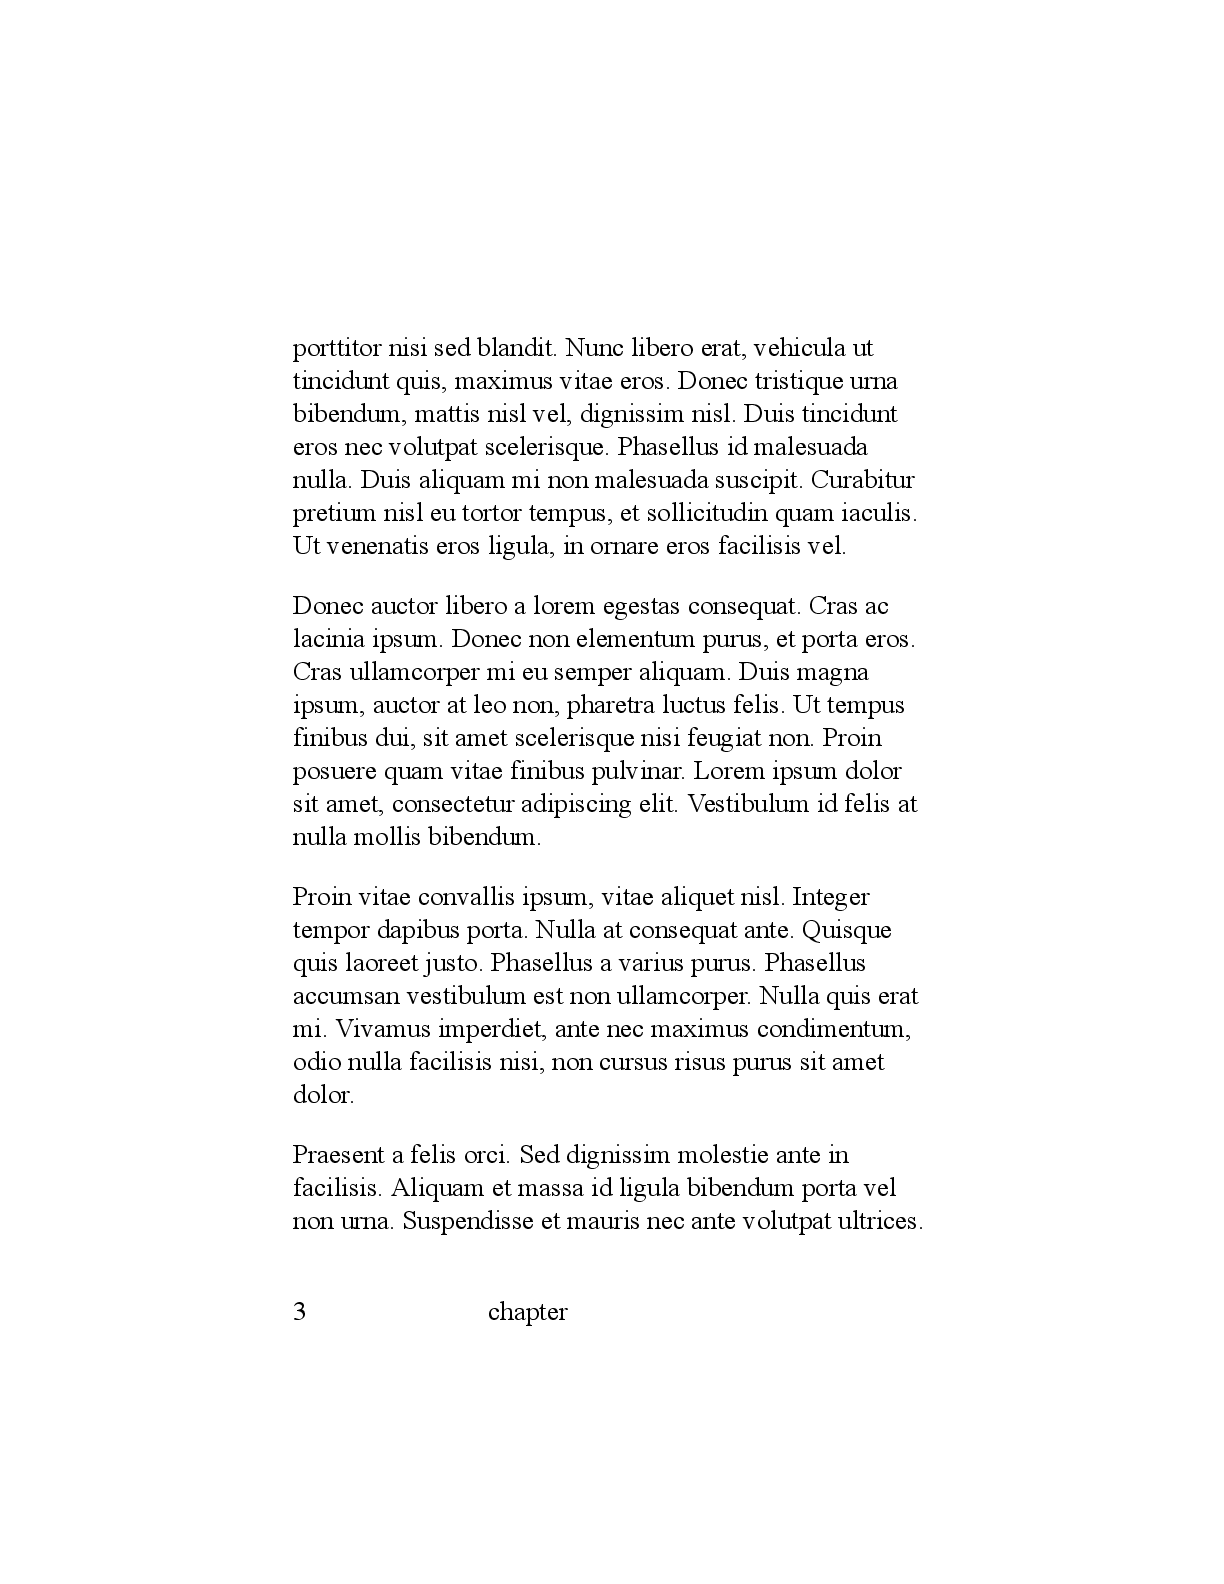 porttitor nisi sed blandit. Nunc libero erat, vehicula ut
tincidunt quis, maximus vitae eros. Donec tristique urna
bibendum, mattis nisl vel, dignissim nisl. Duis tincidunt
eros nec volutpat scelerisque. Phasellus id malesuada
nulla. Duis aliquam mi non malesuada suscipit. Curabitur
pretium nisl eu tortor tempus, et sollicitudin quam iaculis.
Ut venenatis eros ligula, in ornare eros facilisis vel.
Donec auctor libero a lorem egestas consequat. Cras ac
lacinia ipsum. Donec non elementum purus, et porta eros.
Cras ullamcorper mi eu semper aliquam. Duis magna
ipsum, auctor at leo non, pharetra luctus felis. Ut tempus
finibus dui, sit amet scelerisque nisi feugiat non. Proin
posuere quam vitae finibus pulvinar. Lorem ipsum dolor
sit amet, consectetur adipiscing elit. Vestibulum id felis at
nulla mollis bibendum.
Proin vitae convallis ipsum, vitae aliquet nisl. Integer
tempor dapibus porta. Nulla at consequat ante. Quisque
quis laoreet justo. Phasellus a varius purus. Phasellus
accumsan vestibulum est non ullamcorper. Nulla quis erat
mi. Vivamus imperdiet, ante nec maximus condimentum,
odio nulla facilisis nisi, non cursus risus purus sit amet
dolor.
Praesent a felis orci. Sed dignissim molestie ante in
facilisis. Aliquam et massa id ligula bibendum porta vel
non urna. Suspendisse et mauris nec ante volutpat ultrices.
3 chapter